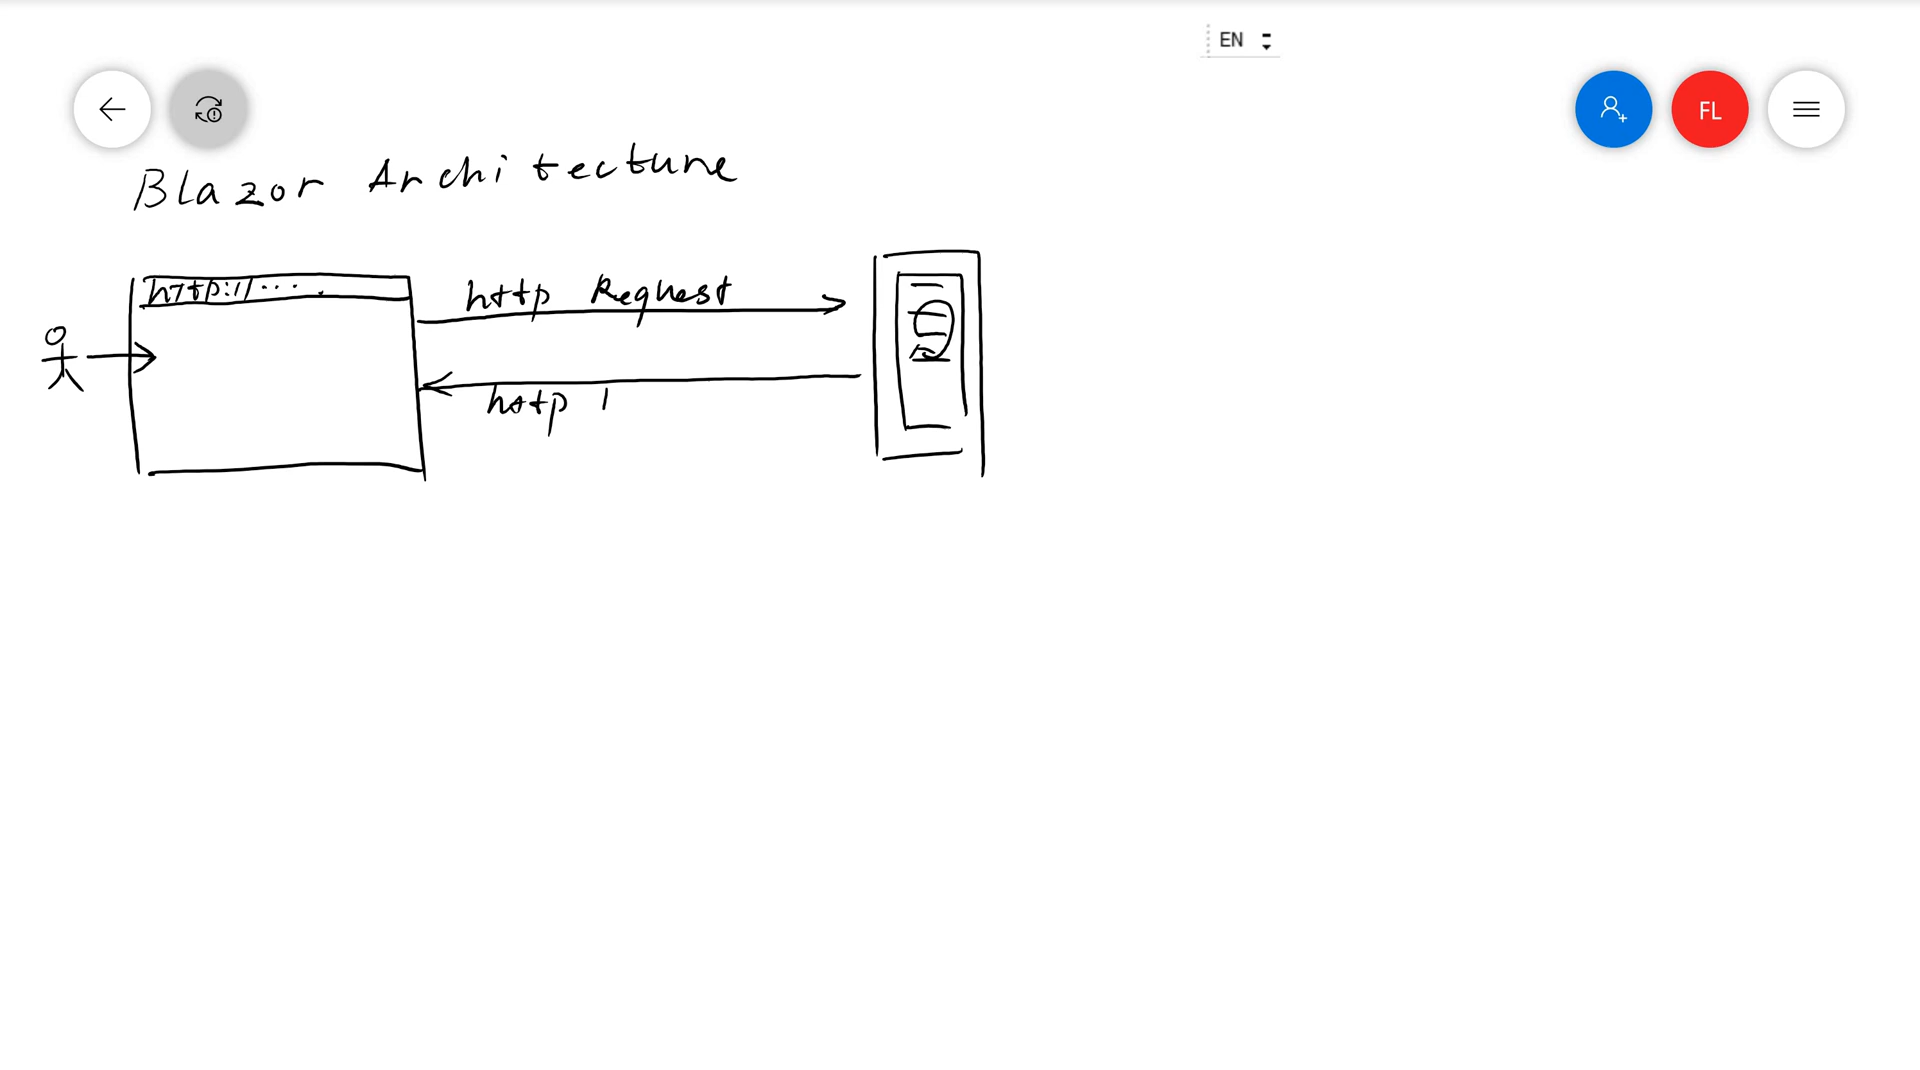 EN
FL
BLazor Architecture
http://....
http Request
http